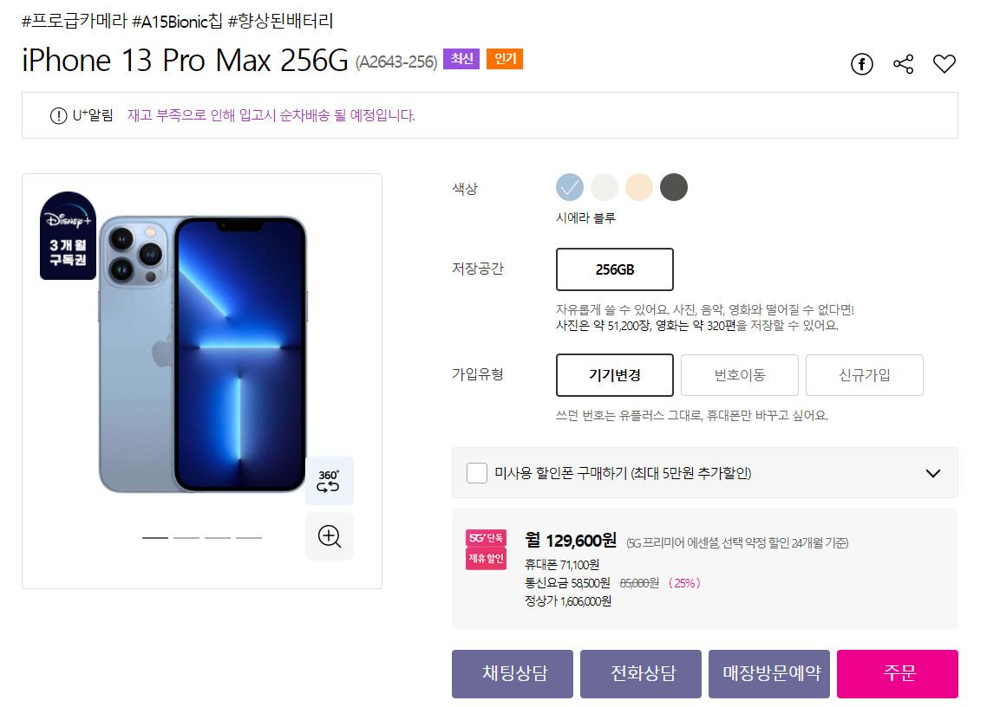 #프로급카메라 #A15Bionic칩 #향상된배터리
iPhone 13 Pro Max 256G (A2643-256) 최신 인기
U+알림 재고 부족으로 인해 입고시 순차배송 될 예정입니다.
Disney+
3개월
구독권
360°
색상
시에라 블루
저장공간
256GB
자유롭게 쓸 수 있어요. 사진, 음악, 영화와 떨어질 수 없다면!
사진은 약 51,200장, 영화는 약 320편을 저장할 수 있어요.
가입유형
기기변경 번호이동 신규가입
쓰던 번호는 유플러스 그대로, 휴대폰만 바꾸고 싶어요.
미사용 할인폰 구매하기 (최대 5만원 추가할인)
5G 단독
제휴할인
월 129,600원 (5G 프리미어 에센셜, 선택 약정 할인 24개월 기준)
휴대폰 71,100원
통신요금 58,500원 85,000원 (25%)
정상가 1,606,000원
채팅상담 전화상담 매장방문예약 주문